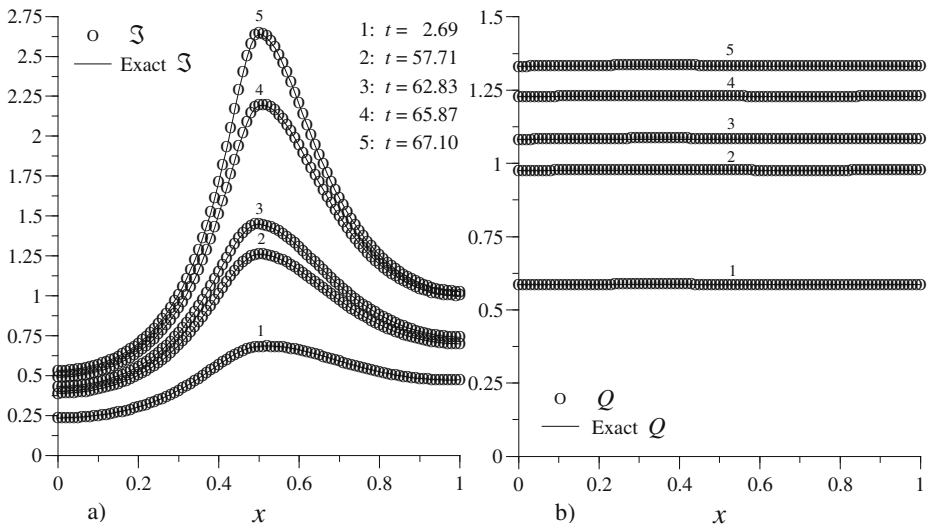 2.75
2.5
2.25
2
1.75
1.5
1.25
1
0.75
0.5
0.25
0
0 0.2 0.4 0.6 0.8 1
O ℑ
Exact ℑ
1: t = 2.69
2: t = 57.71
3: t = 62.83
4: t = 65.87
5: t = 67.10
5
4
3
2
1
a) x
1.5
1.25
1
0.75
0.5
0.25
0
0 0.2 0.4 0.6 0.8 1
5
4
3
2
1
O Q
Exact Q
b) x